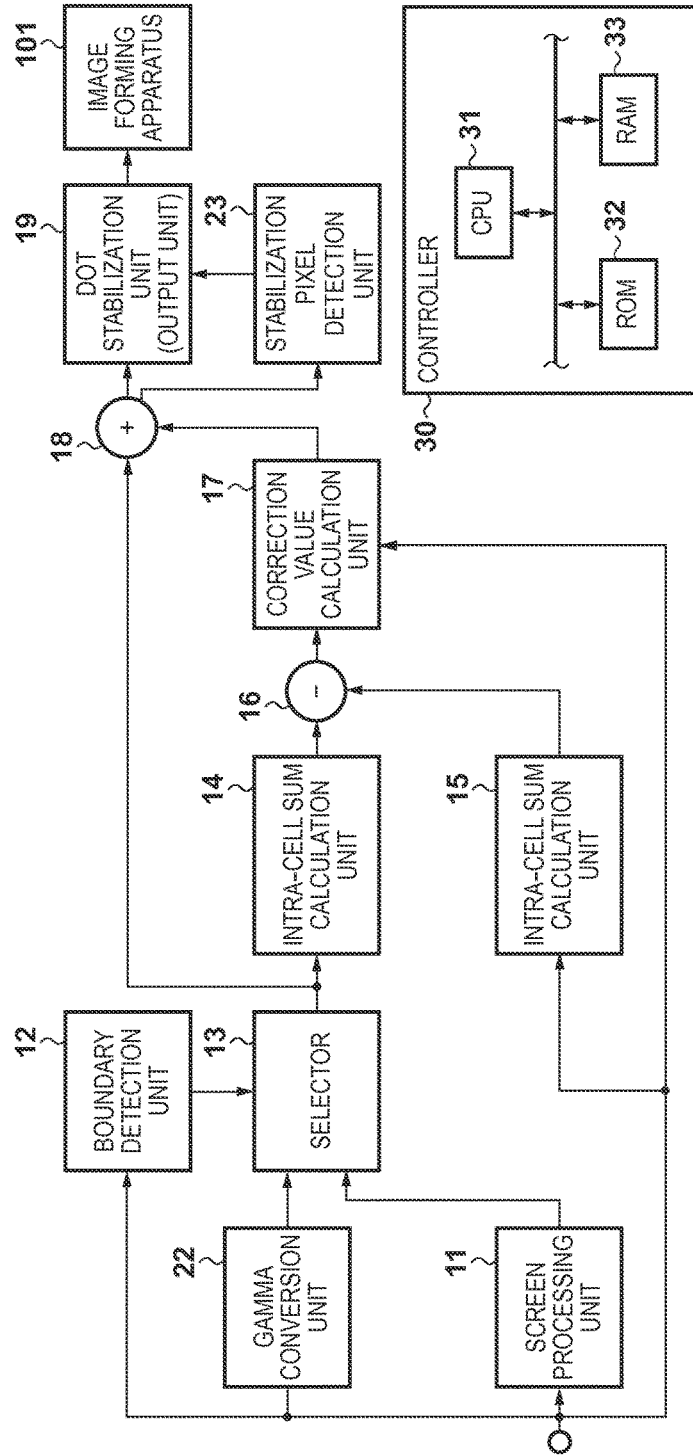 101
IMAGE
FORMING
APPARATUS
19
DOT
STABILIZATION
UNIT
(OUTPUT UNIT)
23
STABILIZATION
PIXEL
DETECTION
UNIT
18
+
17
CORRECTION
VALUE
CALCULATION
UNIT
16
-
14
INTRA-CELL SUM
CALCULATION
UNIT
15
INTRA-CELL SUM
CALCULATION
UNIT
12
BOUNDARY
DETECTION
UNIT
13
SELECTOR
22
GAMMA
CONVERSION
UNIT
11
SCREEN
PROCESSING
UNIT
30
CONTROLLER
31
CPU
32
ROM
33
RAM